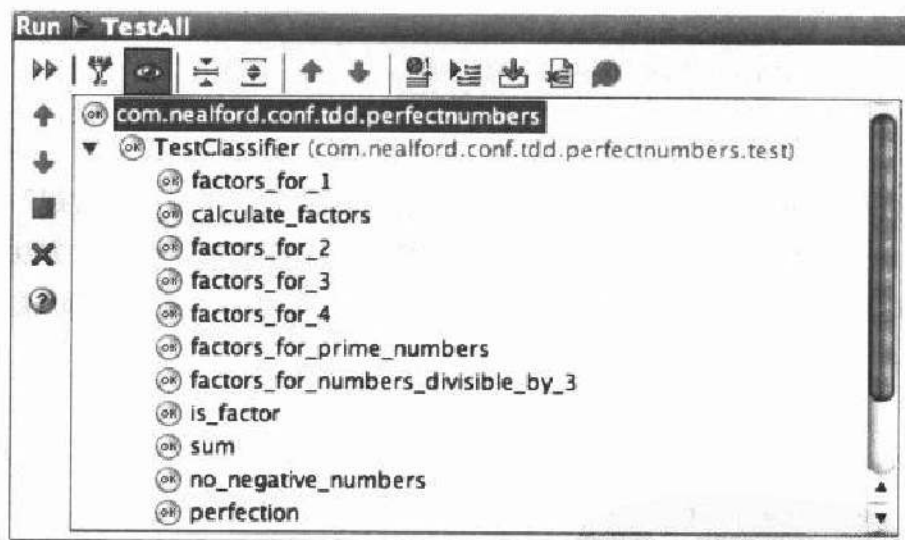 Run TestAll
com.nealford.conf.tdd.perfectnumbers
TestClassifier (com.nealford.conf.tdd.perfectnumbers.test)
factors_for_1
calculate_factors
factors_for_2
factors_for_3
factors_for_4
factors_for_prime_numbers
factors_for_numbers_divisible_by_3
is_factor
sum
no_negative_numbers
perfection